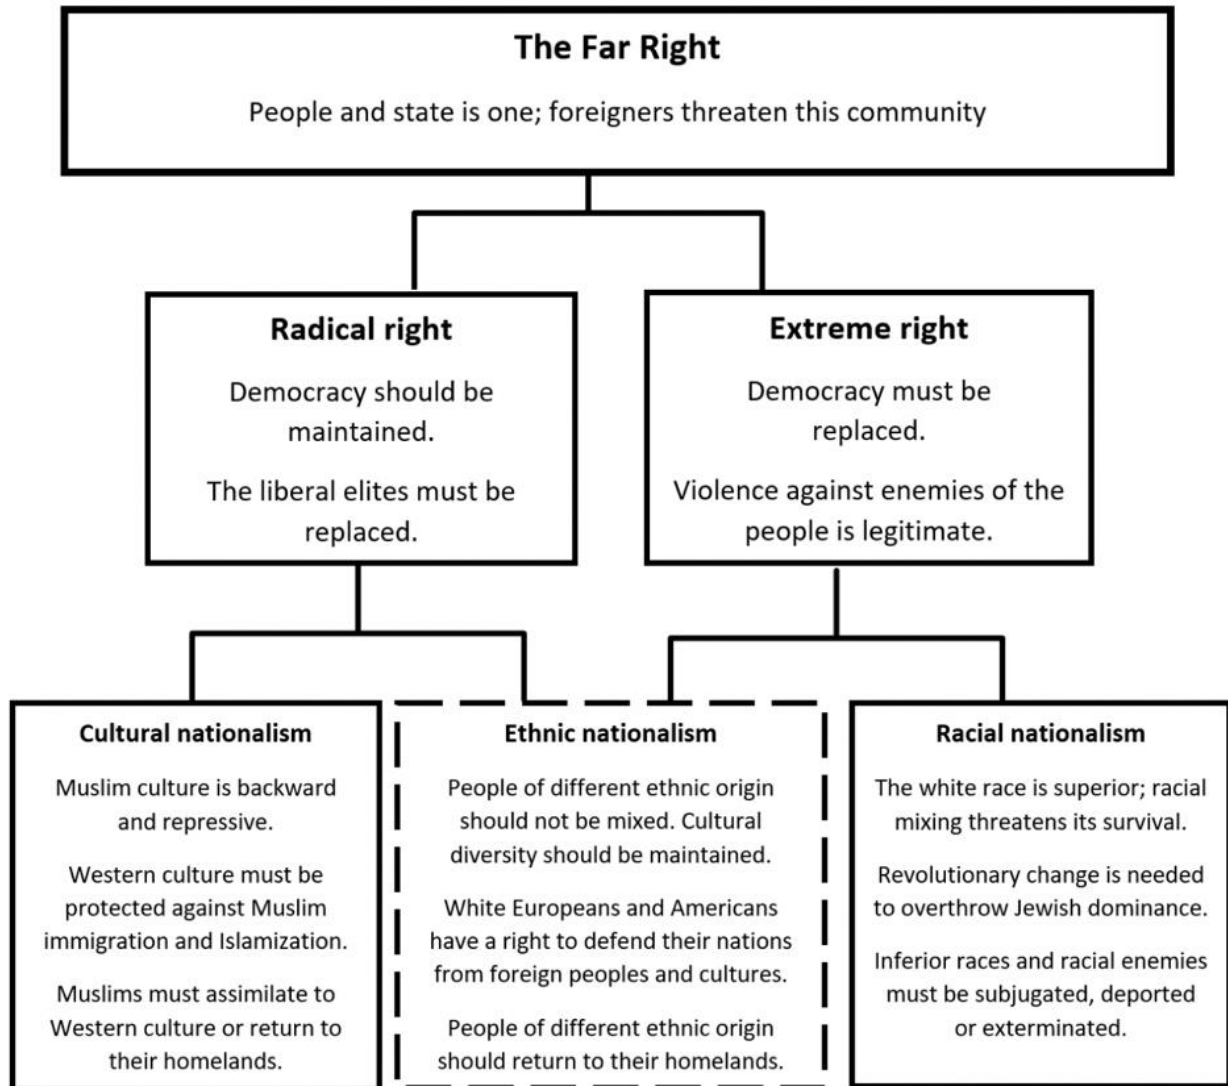 The Far Right
People and state is one; foreigners threaten this community
Radical right
Democracy should be
maintained.
The liberal elites must be
replaced.
Extreme right
Democracy must be
replaced.
Violence against enemies of the
people is legitimate.
Cultural nationalism
Muslim culture is backward
and repressive.
Western culture must be
protected against Muslim
immigration and Islamization.
Muslims must assimilate to
Western culture or return to
their homelands.
Ethnic nationalism
People of different ethnic origin
should not be mixed. Cultural
diversity should be maintained.
White Europeans and Americans
have a right to defend their nations
from foreign peoples and cultures.
People of different ethnic origin
should return to their homelands.
Racial nationalism
The white race is superior; racial
mixing threatens its survival.
Revolutionary change is needed
to overthrow Jewish dominance.
Inferior races and racial enemies
must be subjugated, deported
or exterminated.